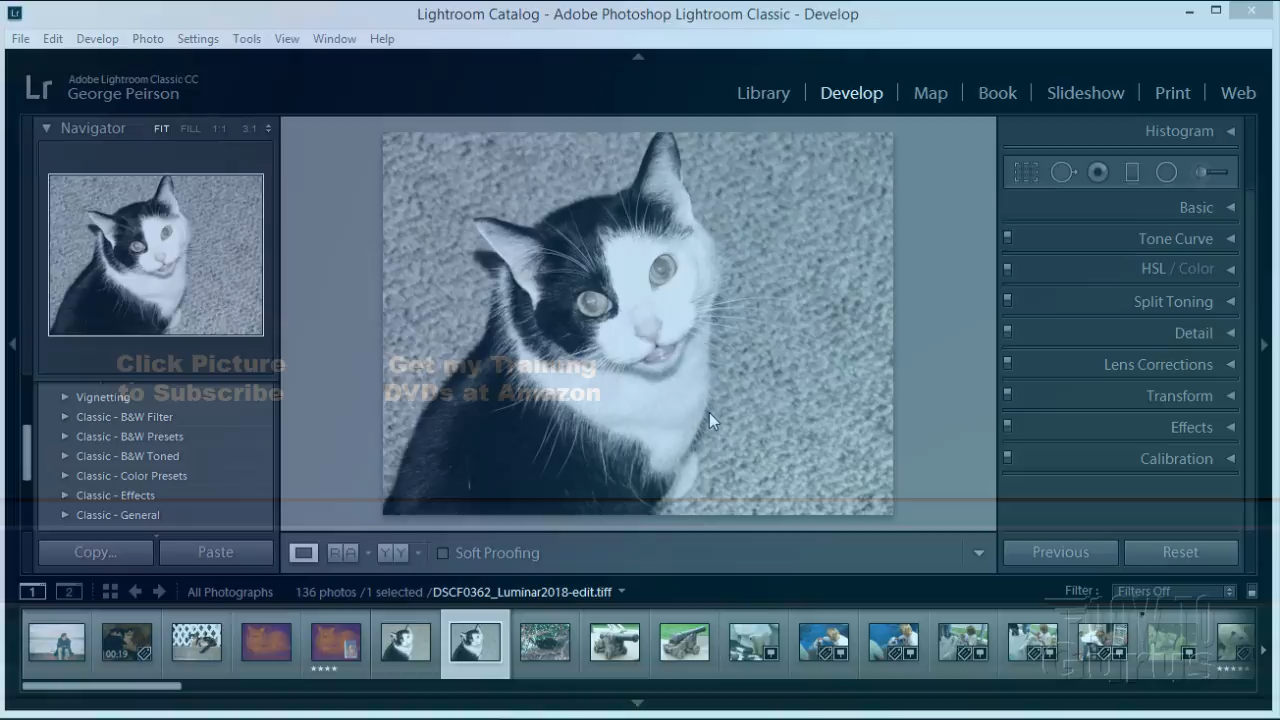 Lr
Lightroom Catalog - Adobe Photoshop Lightroom Classic - Develop
File Edit Develop Photo Settings Tools View Window Help
Lr
Adobe Lightroom Classic CC
George Peirson
Library Develop Map Book Slideshow Print Web
Navigator FIT FILL 1:1 3:1
Histogram
Basic
Tone Curve
HSL / Color
Split Toning
Detail
Lens Corrections
Transform
Effects
Calibration
Click Picture
to Subscribe
Get my Training
DVDs at Amazon
Vignetting
Classic - B&W Filter
Classic - B&W Presets
Classic - B&W Toned
Classic - Color Presets
Classic - Effects
Classic - General
Copy... Paste
R A Y Y Soft Proofing
Previous Reset
1 2 All Photographs 136 photos /1 selected /DSCF0362_Luminar2018-edit.tiff Filter : Filters Off
00:19
HOW TO
GURUS